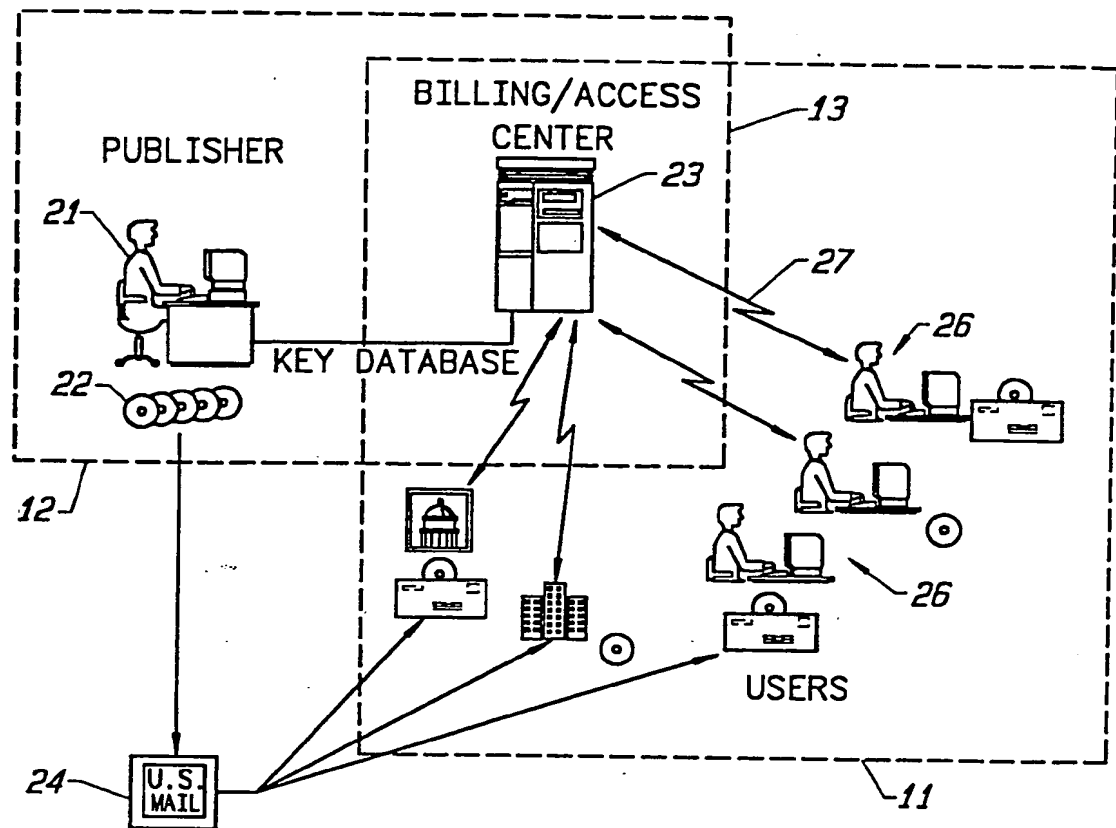 BILLING/ACCESS
CENTER
13
PUBLISHER
23
21
27
26
KEY DATABASE
22
12
26
USERS
24
U.S.
MAIL
11